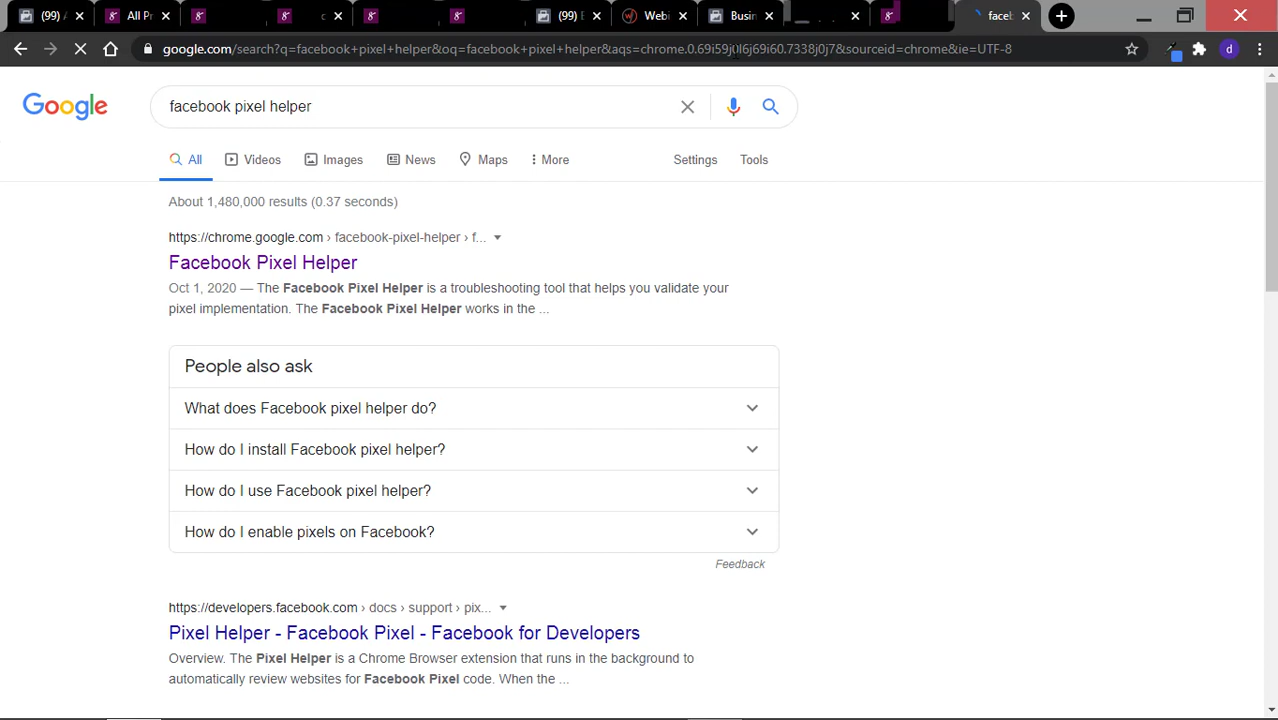 (99)
All Pr
c
(99) (E
Webi
Busin
faceb
google.com/search?q=facebook+pixel+helper&oq=facebook+pixel+helper&aqs=chrome.0.69i59j0l6j69i60.7338j0j7&sourceid=chrome&ie=UTF-8
d
Google
facebook pixel helper
All Videos Images News Maps More Settings Tools
About 1,480,000 results (0.37 seconds)
https://chrome.google.com › facebook-pixel-helper › f...
Facebook Pixel Helper
Oct 1, 2020 — The Facebook Pixel Helper is a troubleshooting tool that helps you validate your
pixel implementation. The Facebook Pixel Helper works in the ...
People also ask
What does Facebook pixel helper do?
How do I install Facebook pixel helper?
How do I use Facebook pixel helper?
How do I enable pixels on Facebook?
Feedback
https://developers.facebook.com › docs › support › pix...
Pixel Helper - Facebook Pixel - Facebook for Developers
Overview. The Pixel Helper is a Chrome Browser extension that runs in the background to
automatically review websites for Facebook Pixel code. When the ...